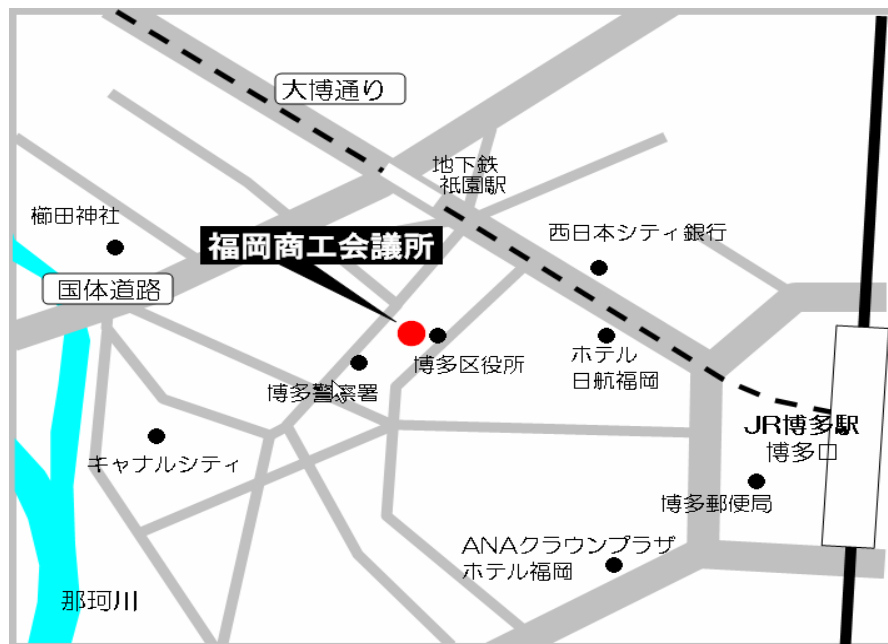 大博通り
地下鉄
祇園駅
櫛田神社
福岡商工会議所
西日本シティ銀行
国体道路
博多区役所
ホテル
日航福岡
博多警察署
JR博多駅
博多口
キャナルシティ
博多郵便局
ANAクラウンプラザ
ホテル福岡
那珂川